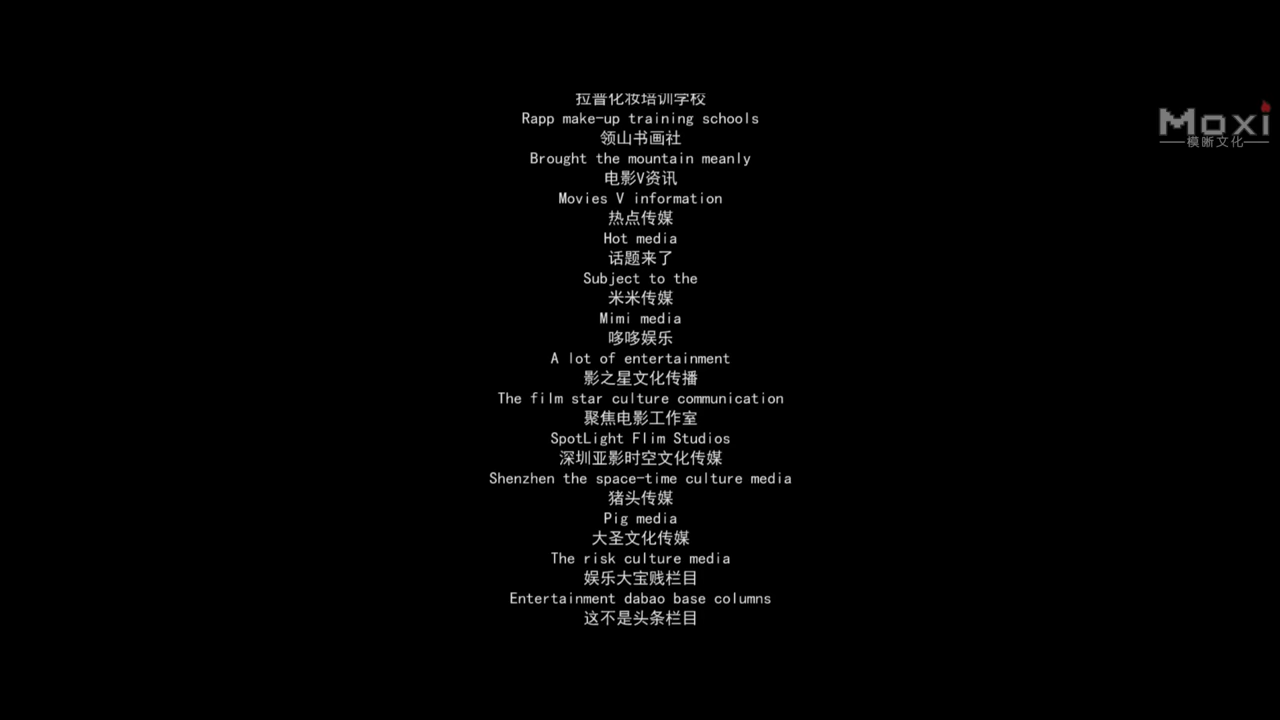 拉普化妆培训学校
Rapp make-up training schools
领山书画社
Brought the mountain meanly
电影V资讯
Movies V information
热点传媒
Hot media
话题来了
Subject to the
米米传媒
Mimi media
哆哆娱乐
A lot of entertainment
影之星文化传播
The film star culture communication
聚焦电影工作室
SpotLight Flim Studios
深圳亚影时空文化传媒
Shenzhen the space-time culture media
猪头传媒
Pig media
大圣文化传媒
The risk culture media
娱乐大宝贱栏目
Entertainment dabao base columns
这不是头条栏目
Moxi
模晰文化